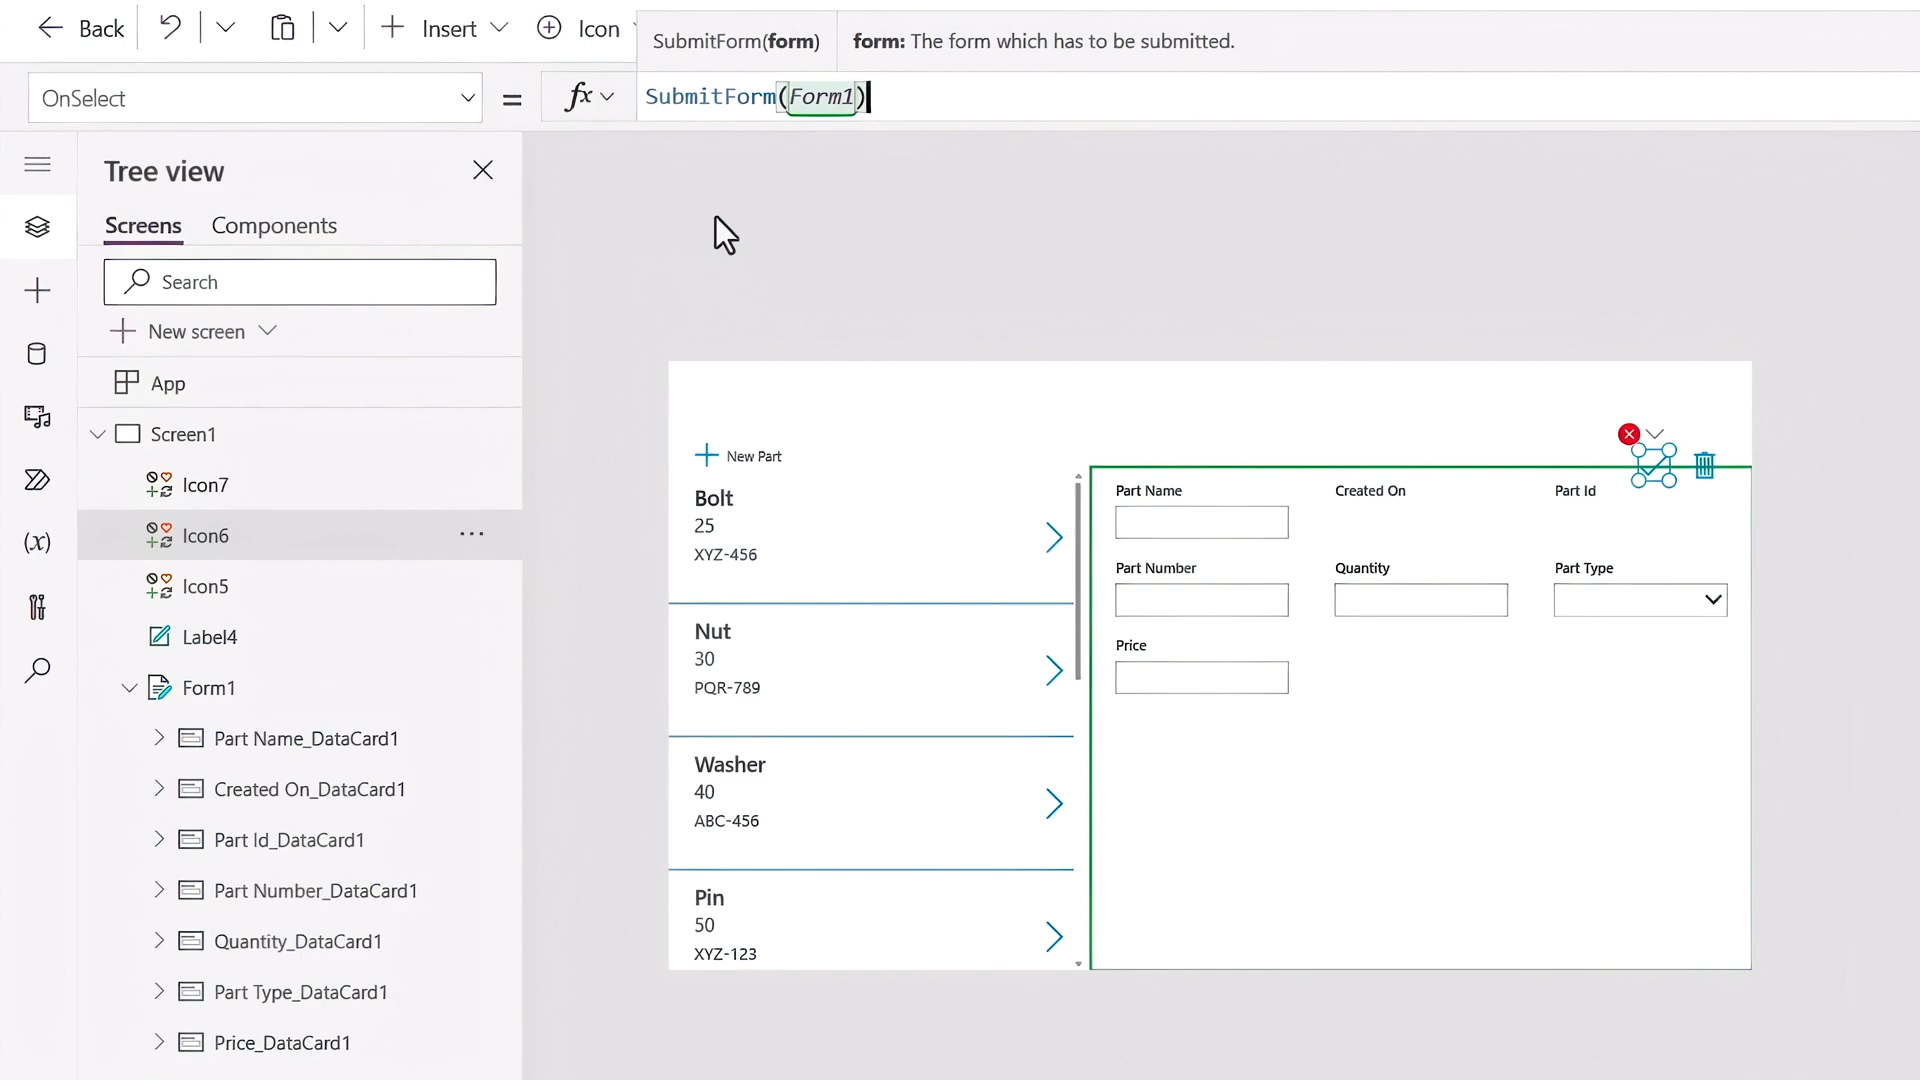 Back
Insert
Icon
SubmitForm(form)
form: The form which has to be submitted.
OnSelect
=
fx
SubmitForm(Form1)
Tree view
Screens
Components
Search
New screen
App
Screen1
Icon7
Icon6
Icon5
Label4
Form1
Part Name_DataCard1
Created On_DataCard1
Part Id_DataCard1
Part Number_DataCard1
Quantity_DataCard1
Part Type_DataCard1
Price_DataCard1
(x)
New Part
Bolt
25
XYZ-456
Nut
30
PQR-789
Washer
40
ABC-456
Pin
50
XYZ-123
Part Name
Created On
Part Id
Part Number
Quantity
Part Type
Price